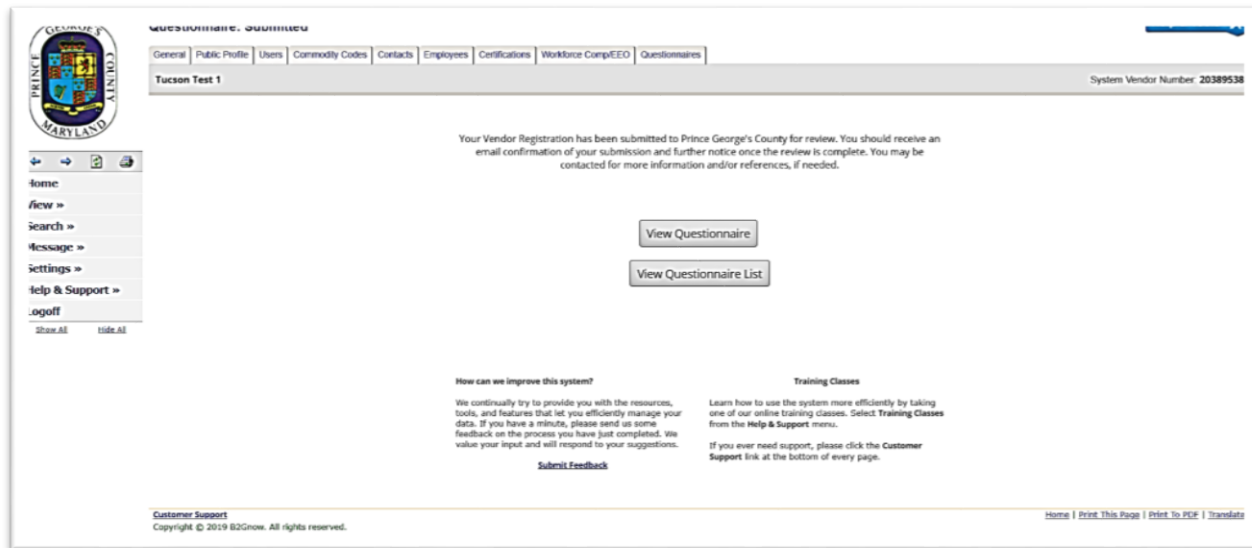 GEORGE'S
PRINCE
COUNTY
MARYLAND
Questionnaire: Submitted
General
Public Profile
Users
Commodity Codes
Contacts
Employees
Certifications
Workforce Comp/EEO
Questionnaires
Tucson Test 1
System Vendor Number: 20389538
Home
View »
Search »
Message »
Settings »
Help & Support »
Logoff
Show All
Hide All
Your Vendor Registration has been submitted to Prince George's County for review. You should receive an
email confirmation of your submission and further notice once the review is complete. You may be
contacted for more information and/or references, if needed.
View Questionnaire
View Questionnaire List
How can we improve this system?
We continually try to provide you with the resources,
tools, and features that let you efficiently manage your
data. If you have a minute, please send us some
feedback on the process you have just completed. We
value your input and will respond to your suggestions.
Submit Feedback
Training Classes
Learn how to use the system more efficiently by taking
one of our online training classes. Select Training Classes
from the Help & Support menu.
If you ever need support, please click the Customer
Support link at the bottom of every page.
Customer Support
Copyright © 2019 B2Gnow. All rights reserved.
Home | Print This Page | Print To PDF | Translate